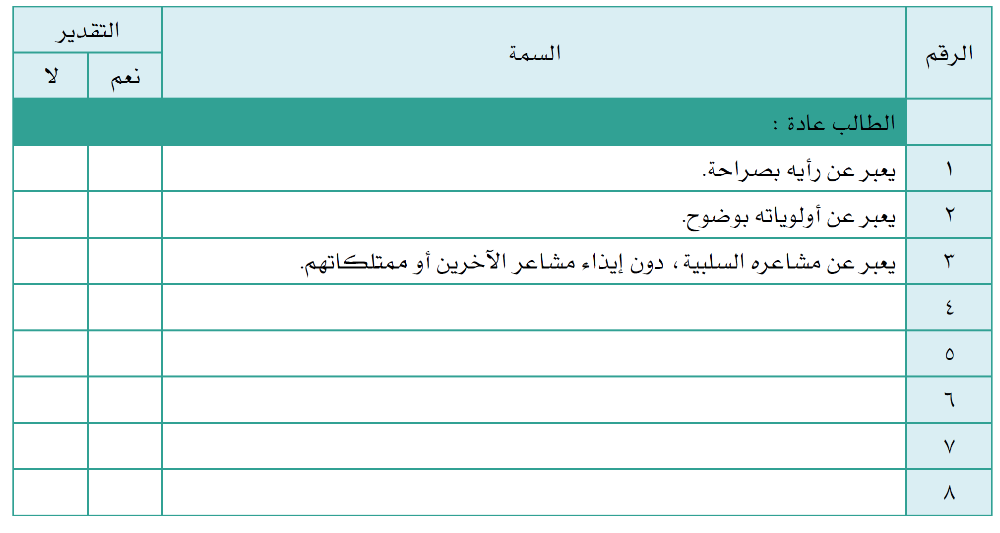 الرقم
السمة
التقدير
نعم
لا
الطالب عادة :
١
يعبر عن رأيه بصراحة.
٢
يعبر عن أولوياته بوضوح.
٣
يعبر عن مشاعره السلبية، دون إيذاء مشاعر الآخرين أو ممتلكاتهم.
٤
٥
٦
٧
٨